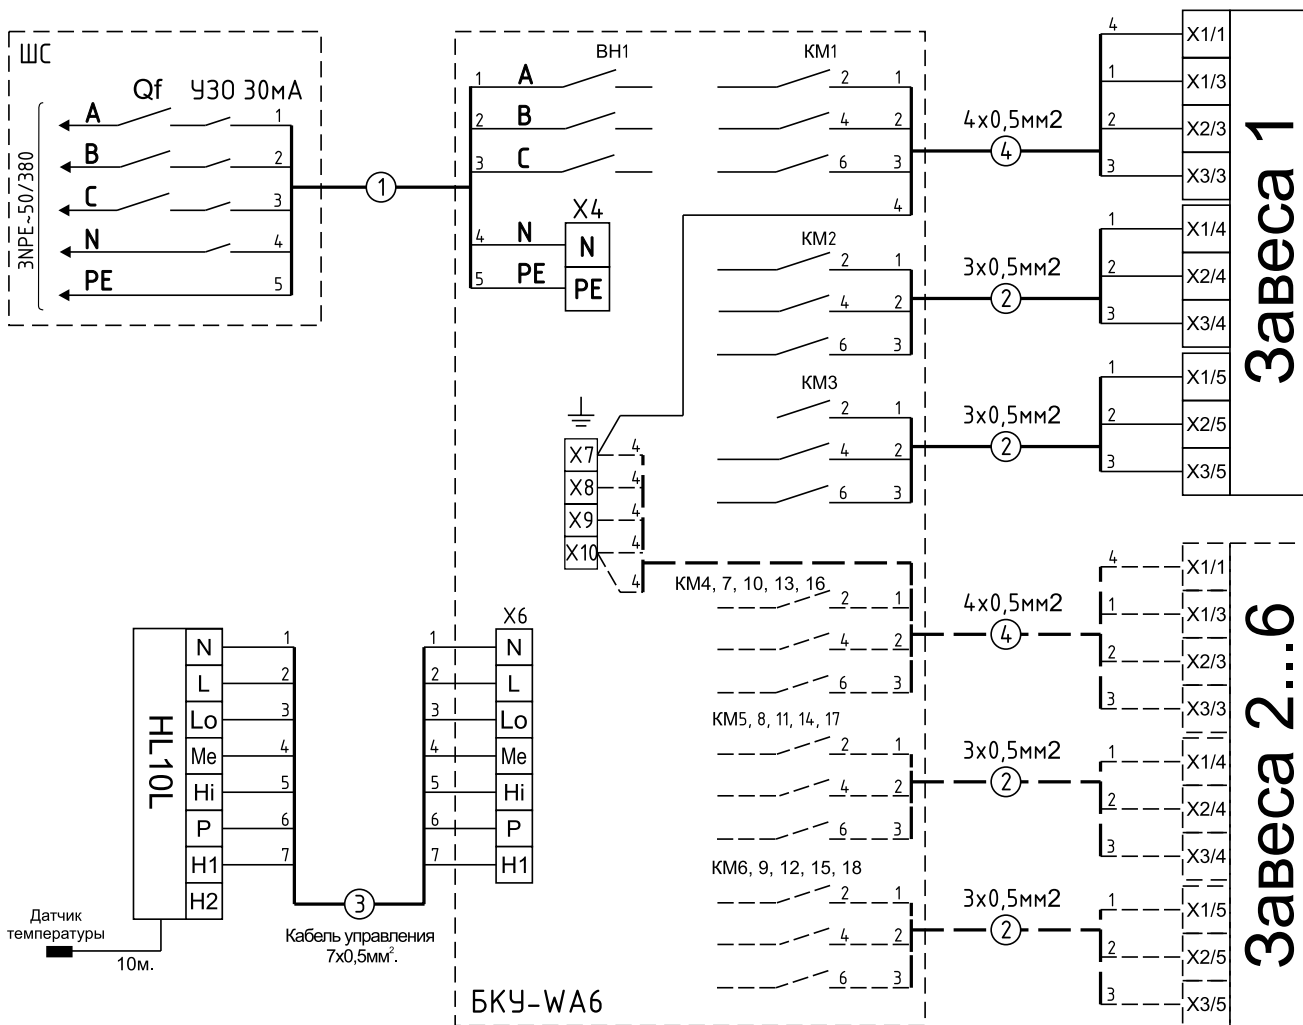 ШС
Qf УЗО 30мА
3NPE~50/380
A 1
B 2
C 3
N 4
PE 5
1
ВН1
1 A
2 B
3 C
4 N
5 PE
X4
N
PE
КМ1
2 1
4 2
6 3
4
4х0,5мм2
4
4 X1/1
1 X1/3
2 X2/3
3 X3/3
КМ2
2 1
4 2
6 3
3х0,5мм2
2
1 X1/4
2 X2/4
3 X3/4
КМ3
2 1
4 2
6 3
3х0,5мм2
2
1 X1/5
2 X2/5
3 X3/5
Завеса 1
X7 4
X8 4
X9 4
X10 4
4
КМ4, 7, 10, 13, 16
2 1
4 2
6 3
4х0,5мм2
4
4 X1/1
1 X1/3
2 X2/3
3 X3/3
КМ5, 8, 11, 14, 17
2 1
4 2
6 3
3х0,5мм2
2
1 X1/4
2 X2/4
3 X3/4
КМ6, 9, 12, 15, 18
2 1
4 2
6 3
3х0,5мм2
2
1 X1/5
2 X2/5
3 X3/5
Завеса 2...6
HL10L
N 1
L 2
Lo 3
Me 4
Hi 5
P 6
H1 7
H2
X6
1 N
2 L
3 Lo
4 Me
5 Hi
6 P
7 H1
3
Кабель управления
7х0,5мм².
Датчик
температуры
10м.
БКУ-WA6